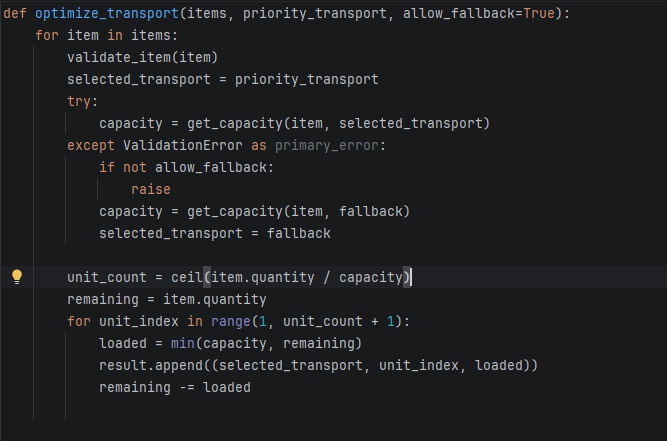 def optimize_transport(items, priority_transport, allow_fallback=True):
    for item in items:
        validate_item(item)
        selected_transport = priority_transport
        try:
            capacity = get_capacity(item, selected_transport)
        except ValidationError as primary_error:
            if not allow_fallback:
                raise
            capacity = get_capacity(item, fallback)
            selected_transport = fallback

        unit_count = ceil(item.quantity / capacity)
        remaining = item.quantity
        for unit_index in range(1, unit_count + 1):
            loaded = min(capacity, remaining)
            result.append((selected_transport, unit_index, loaded))
            remaining -= loaded